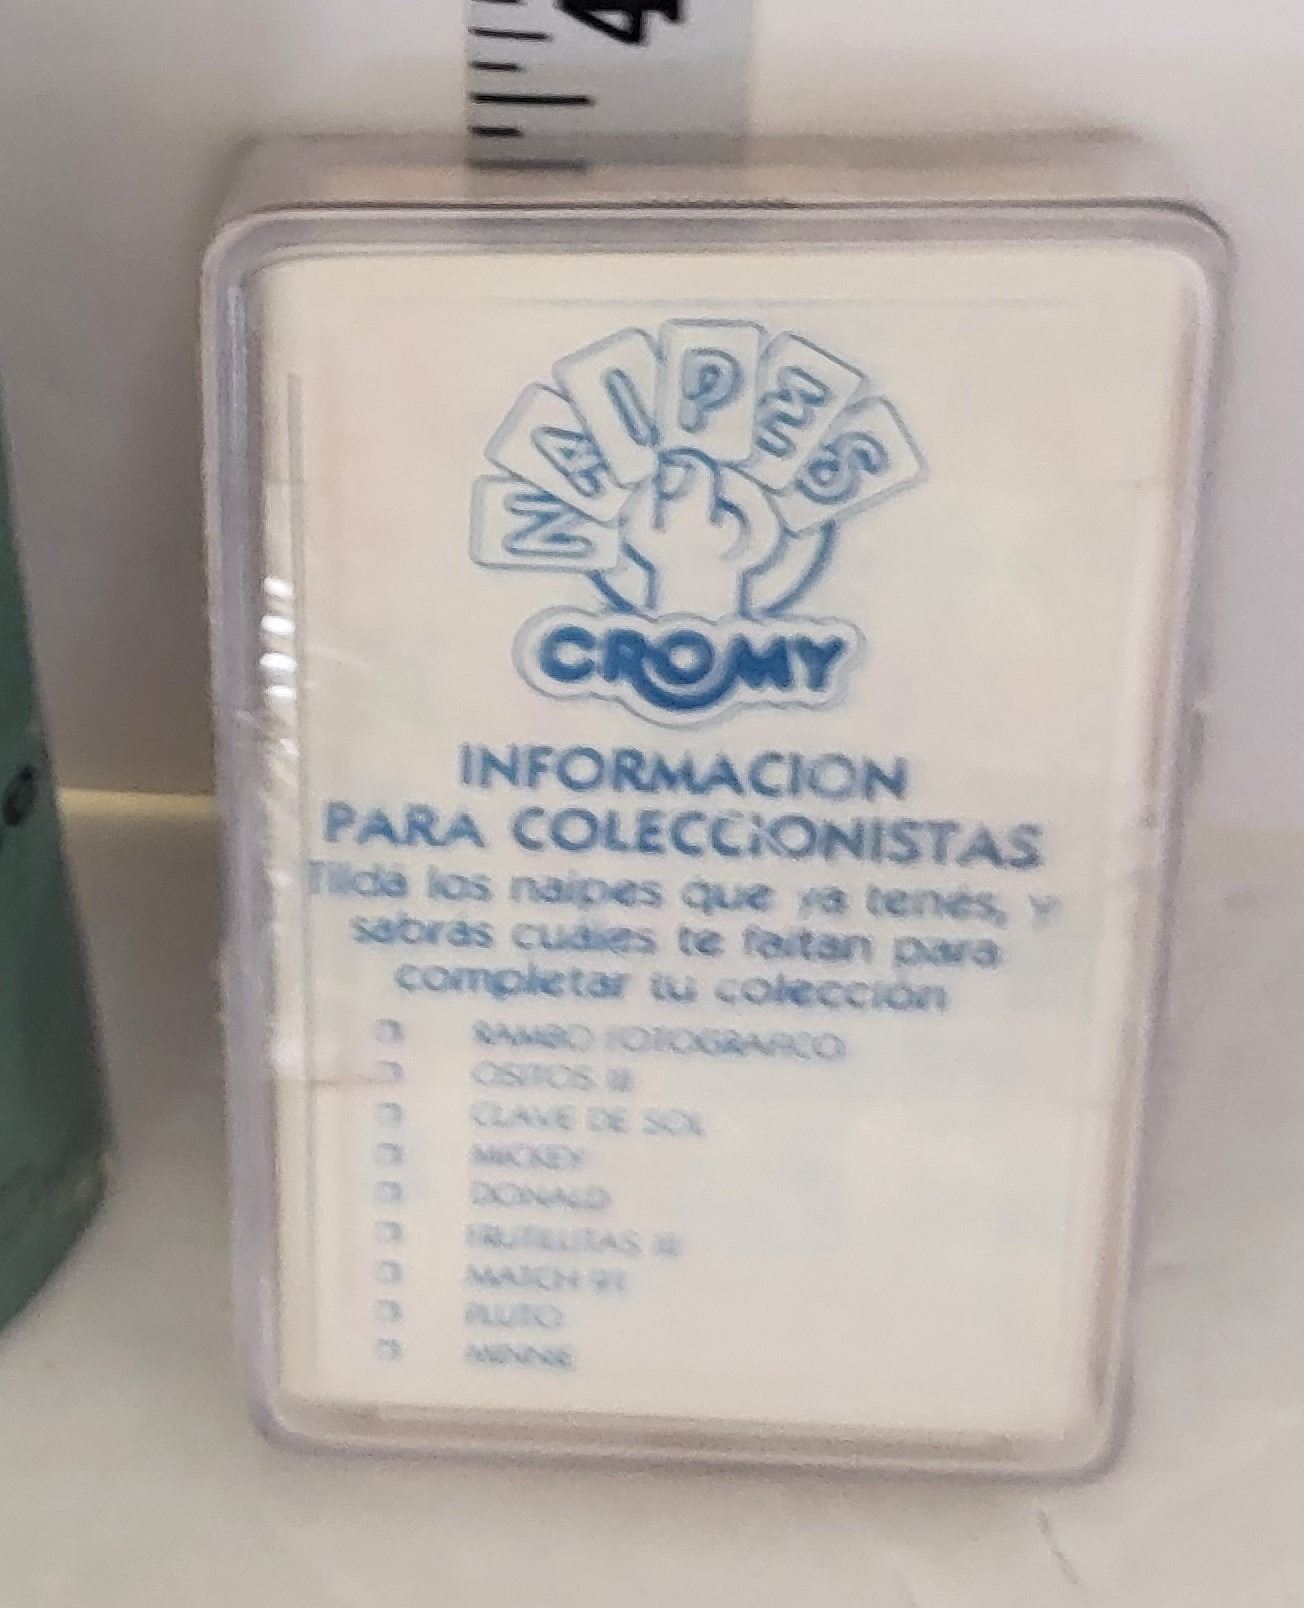 4
NAIPES
CROMY
INFORMACION
PARA COLECCIONISTAS
Tildá los naipes que ya tenés, y
sabrás cuáles te faltan para
completar tu colección
RAMBO FOTOGRAFICO
OSITOS III
CLAVE DE SOL
MICKEY
DONALD
FRUTILLITAS III
MATCH 91
PLUTO
MINNIE